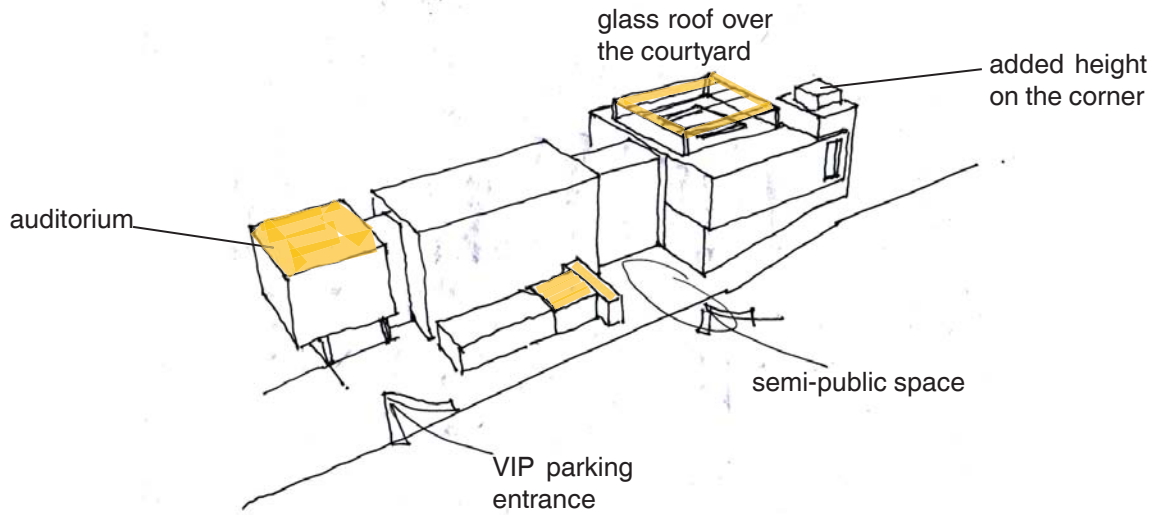 glass roof over
the courtyard
added height
on the corner
auditorium
semi-public space
VIP parking
entrance